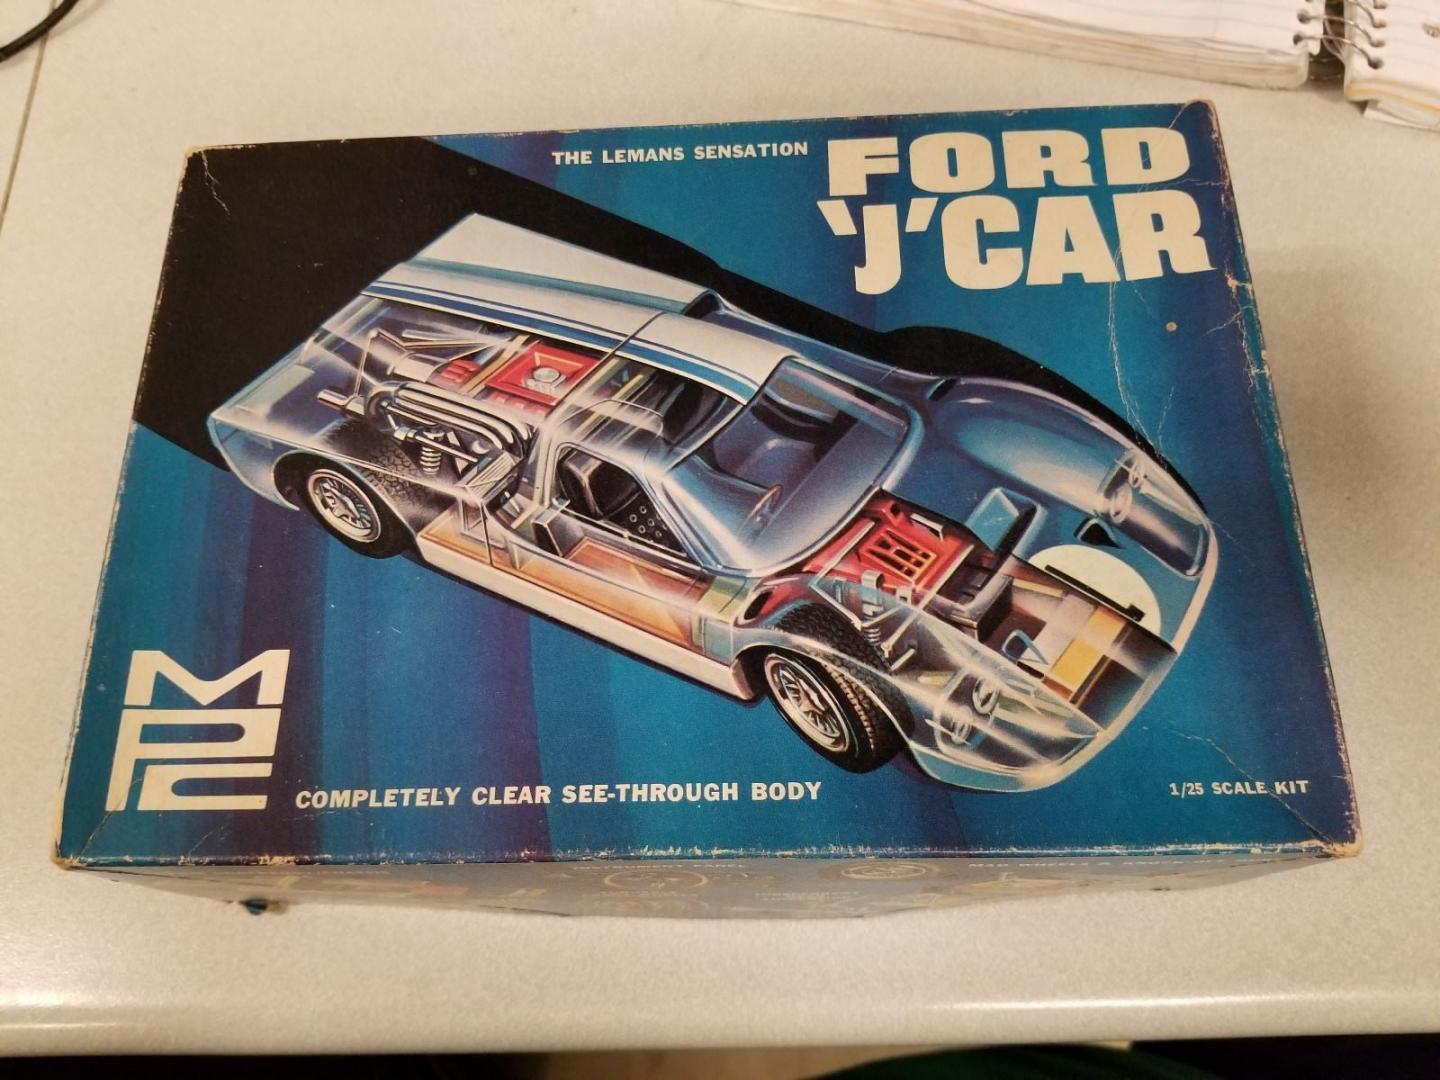 THE LEMANS SENSATION
FORD
'J' CAR
MPC
COMPLETELY CLEAR SEE-THROUGH BODY
1/25 SCALE KIT